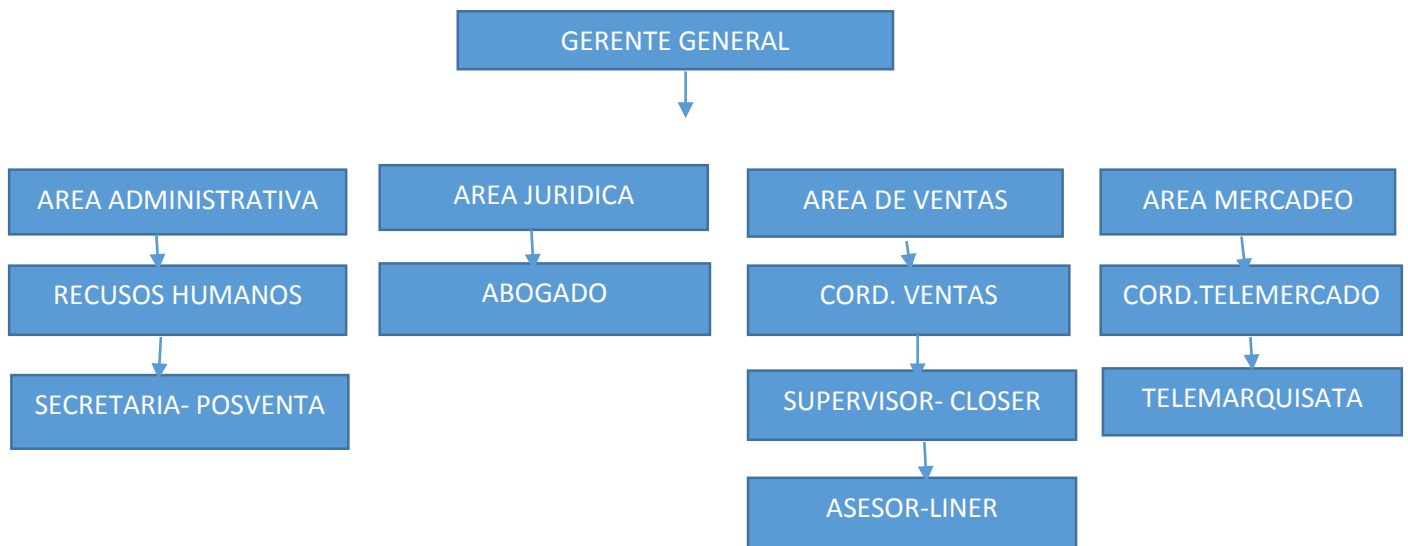 GERENTE GENERAL
AREA ADMINISTRATIVA
AREA JURIDICA
AREA DE VENTAS
AREA MERCADEO
RECUSOS HUMANOS
ABOGADO
CORD. VENTAS
CORD.TELEMERCADO
SECRETARIA- POSVENTA
SUPERVISOR- CLOSER
TELEMARQUISATA
ASESOR-LINER